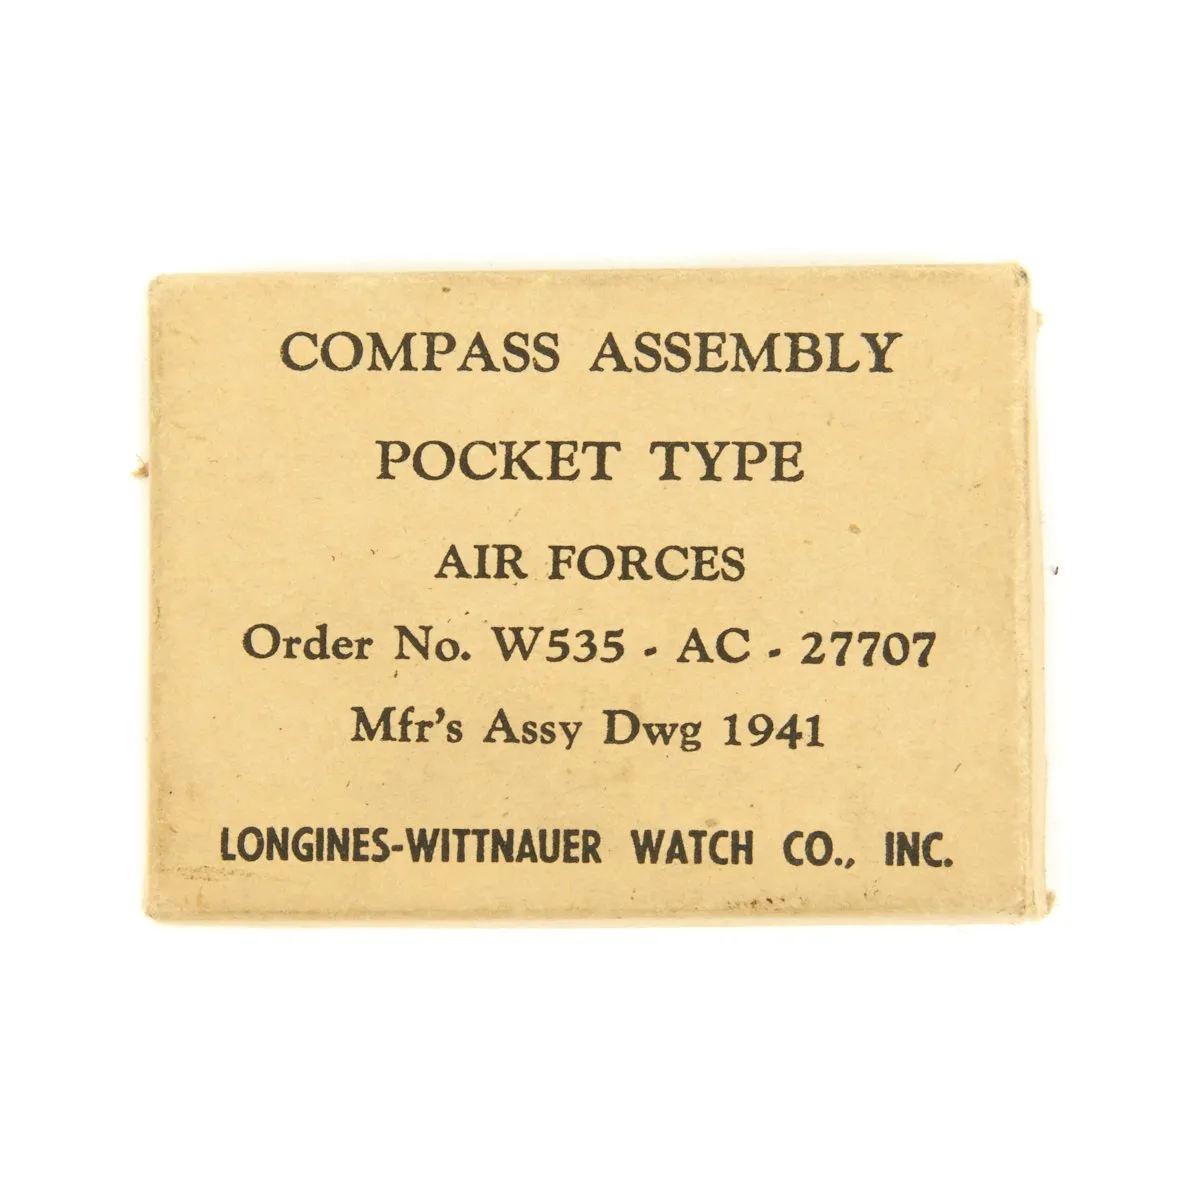 COMPASS ASSEMBLY
POCKET TYPE
AIR FORCES
Order No. W535 - AC - 27707
Mfr's Assy Dwg 1941
LONGINES-WITTNAUER WATCH CO., INC.